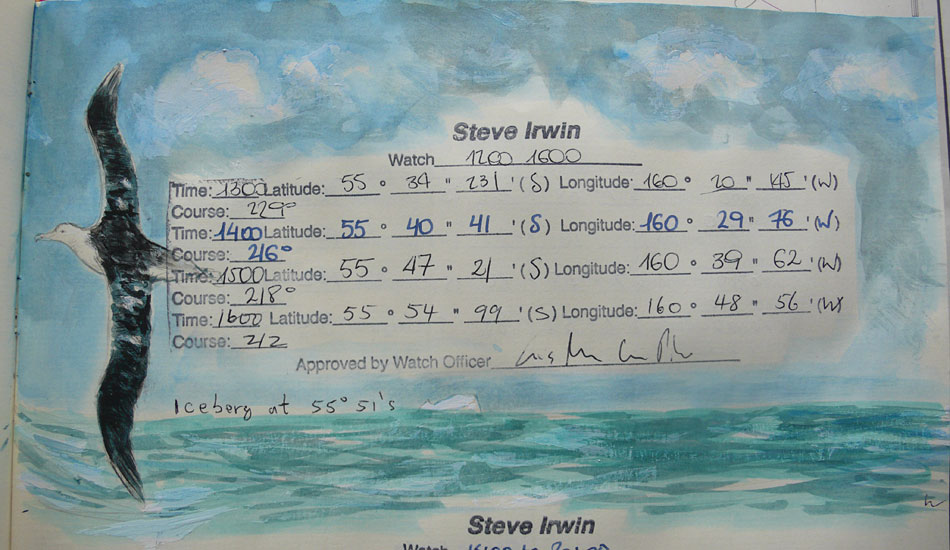 Steve Irwin
Watch 1200 1600
Time: 1300 Latitude: 55 ° 34 " 231 ' (S) Longitude: 160 ° 20 " 145 ' (W)
Course: 229°
Time: 1400 Latitude: 55 ° 40 " 41 ' (S) Longitude: 160 ° 29 " 76 ' (W)
Course: 216°
Time: 1500 Latitude: 55 ° 47 " 21 ' (S) Longitude: 160 ° 39 " 62 ' (W)
Course: 218°
Time: 1600 Latitude: 55 ° 54 " 99 ' (S) Longitude: 160 ° 48 " 56 ' (W)
Course: 212
Approved by Watch Officer
Iceberg at 55° 51's
Steve Irwin
Watch